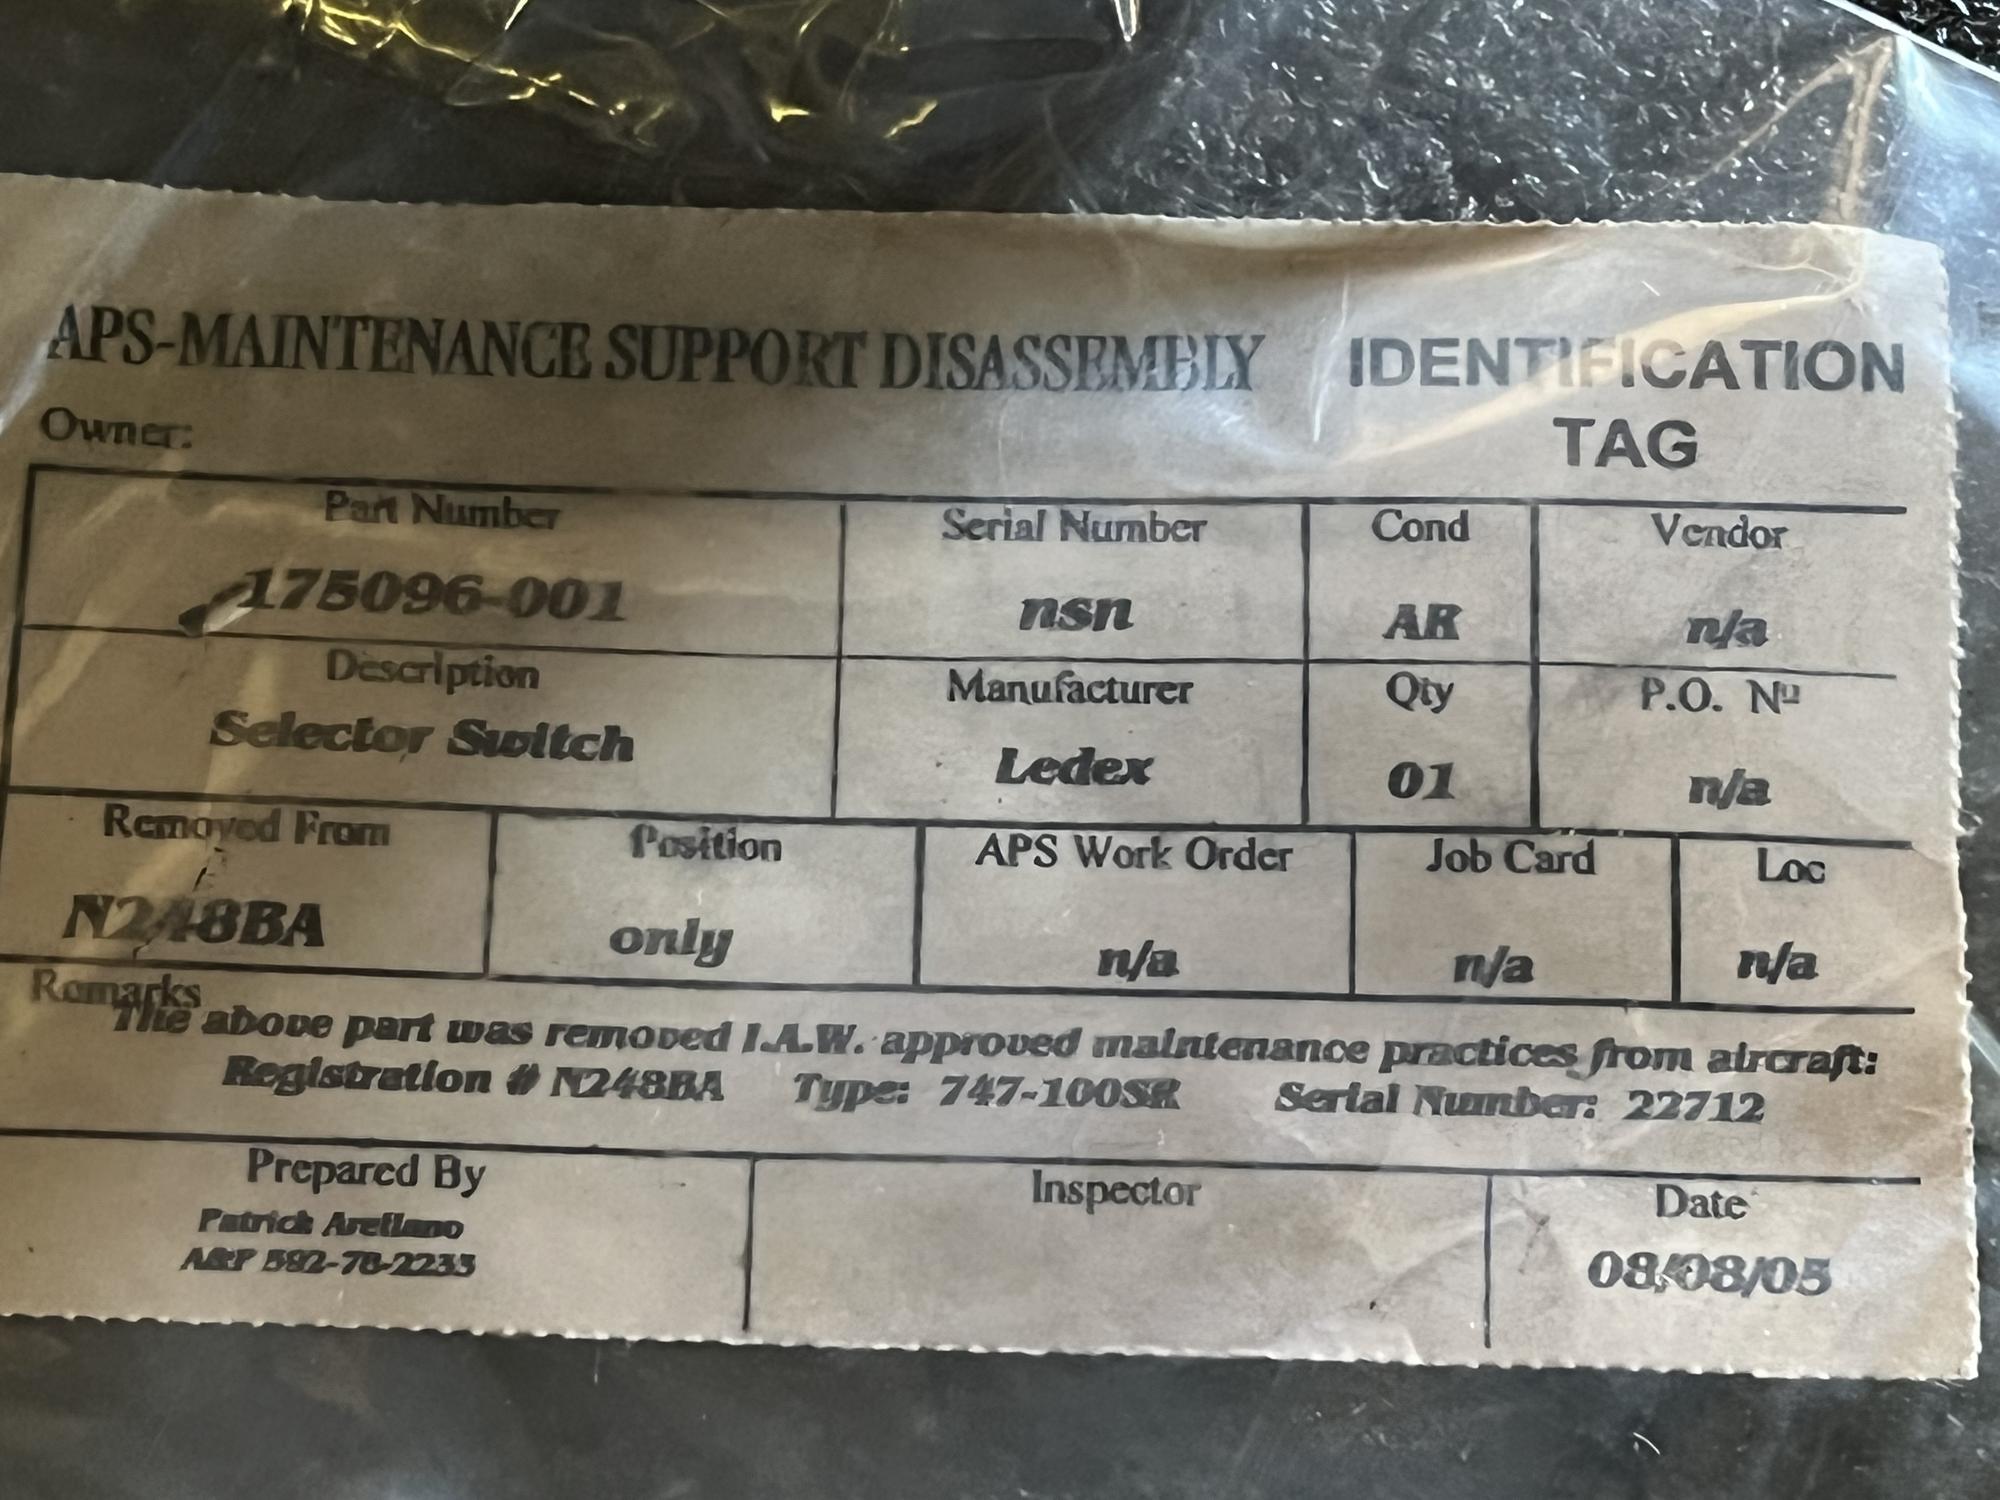 APS-MAINTENANCE SUPPORT DISASSEMBLY IDENTIFICATION
TAG
Owner:
Part Number Serial Number Cond Vendor
175096-001 nsn AR n/a
Description Manufacturer Qty P.O. Nº
Selector Switch Ledex 01 n/a
Removed From Position APS Work Order Job Card Loc
N248BA only n/a n/a n/a
Remarks
The above part was removed I.A.W. approved maintenance practices from aircraft:
Registration # N248BA Type: 747-100SR Serial Number: 22712
Prepared By Inspector Date
Patrick Arellano 08/08/05
A&P 592-78-2233